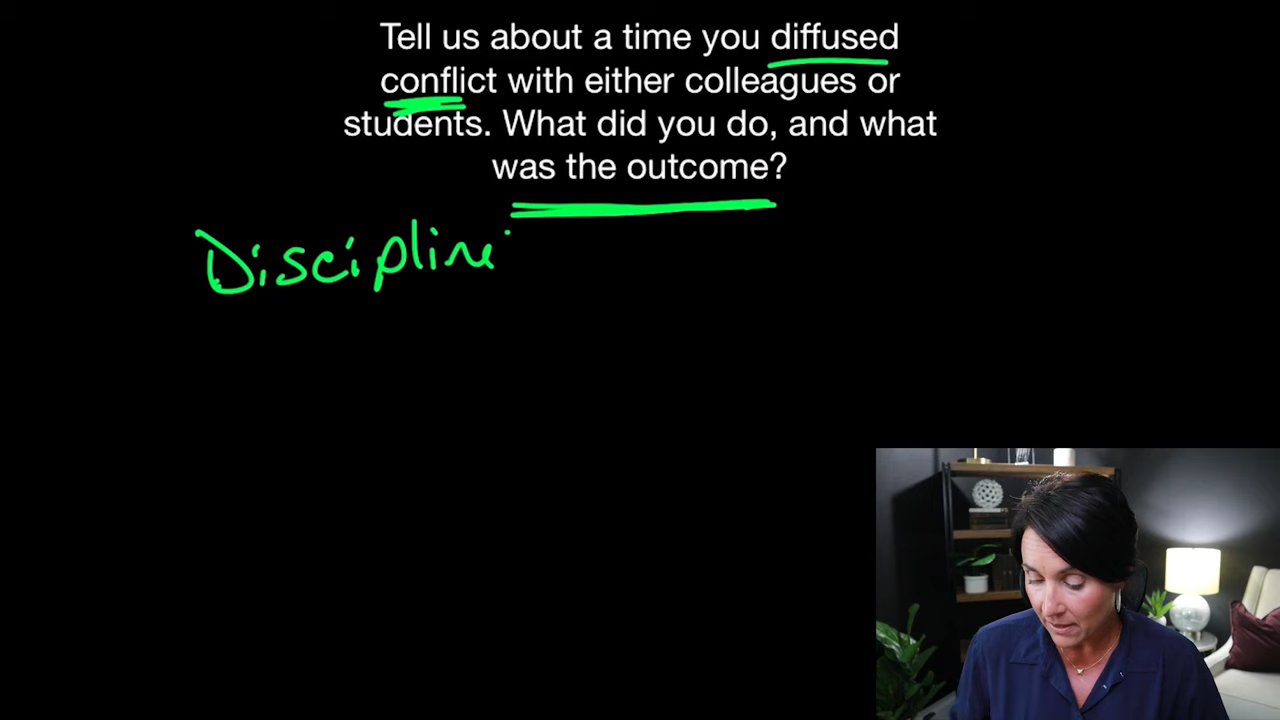 Tell us about a time you diffused
conflict with either colleagues or
students. What did you do, and what
was the outcome?
Discipline